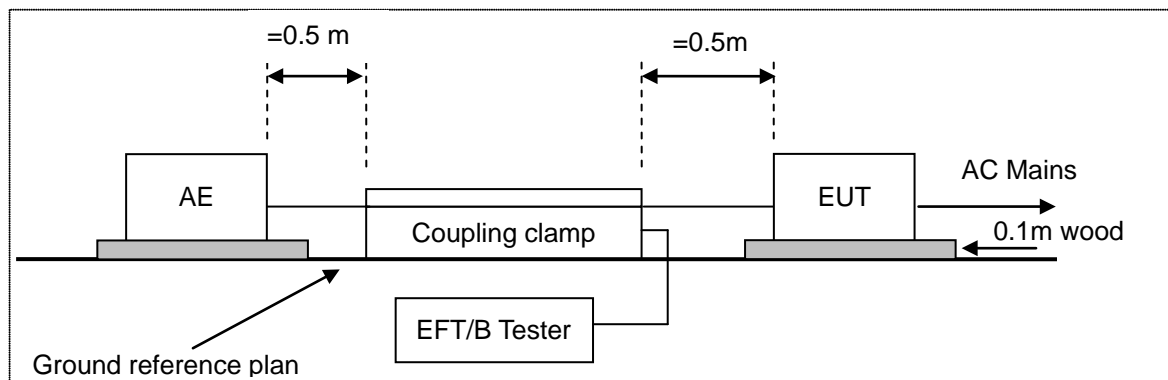 =0.5 m
=0.5m
AE
EUT
AC Mains
Coupling clamp
0.1m wood
EFT/B Tester
Ground reference plan